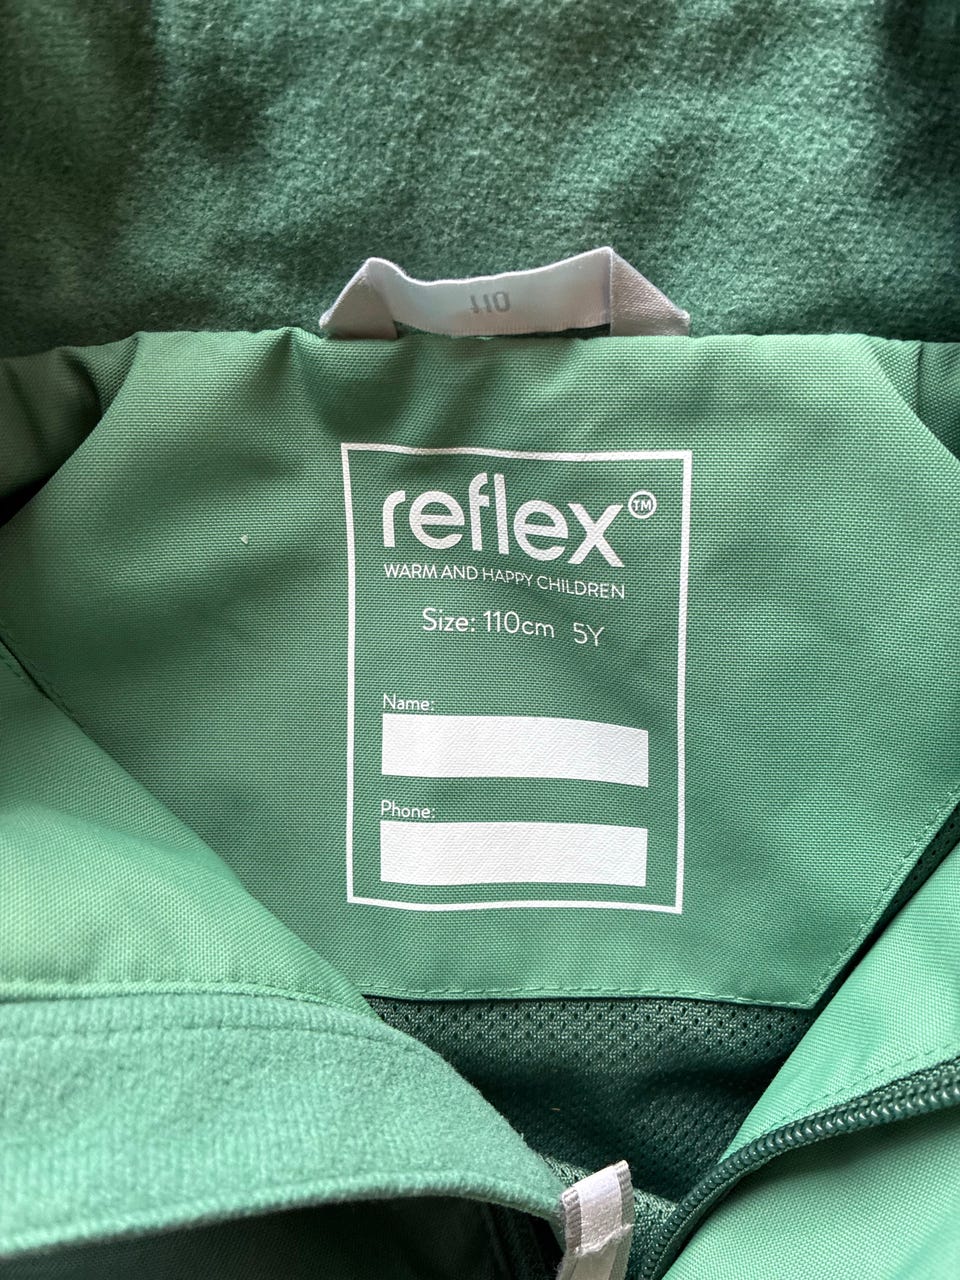 110
reflex™
WARM AND HAPPY CHILDREN
Size: 110cm 5Y
Name:
Phone: